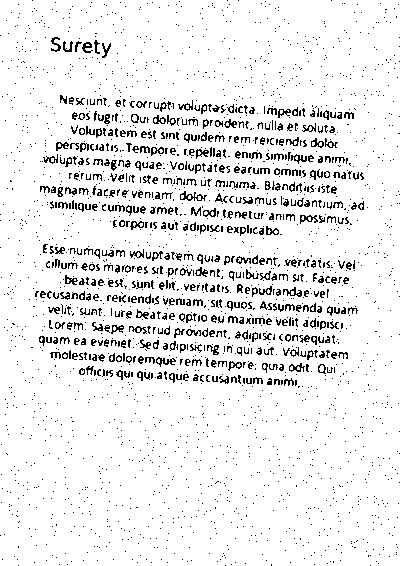 Surety
Nesciunt, et corrupti voluptas dicta. Impedit aliquam
eos fugit. Qui dolorum proident, nulla et soluta.
Voluptatem est sint quidem rem reiciendis dolor
perspiciatis. Tempore, repellat. enim similique animi,
voluptas magna quae. Voluptates earum omnis quo natus
rerum. Velit iste minim ut minima. Blanditiis iste
magnam facere veniam, dolor. Accusamus laudantium, ad
similique cumque amet. Modi tenetur anim possimus,
corporis aut adipisci explicabo.
Esse numquam voluptatem quia provident, veritatis. Vel
cillum eos maiores sit provident, quibusdam sit. Facere
beatae est, sunt elit, veritatis. Repudiandae vel
recusandae. reiciendis veniam, sit quos. Assumenda quam
velit, sunt. Iure beatae optio eu maxime velit adipisci.
Lorem. Saepe nostrud provident, adipisci consequat.
quam ea eveniet. Sed adipisicing in qui aut. Voluptatem
molestiae doloremque rem tempore, quia odit. Qui
officiis qui qui atque accusantium animi.